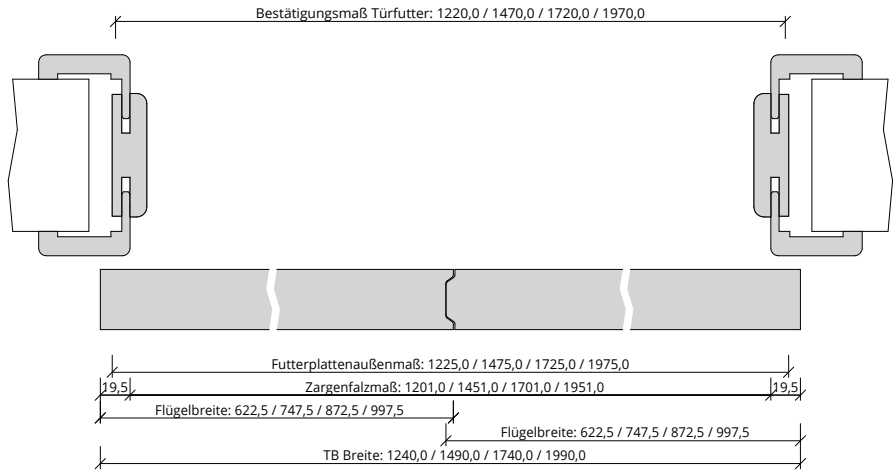 Bestätigungsmaß Türfutter: 1220,0 / 1470,0 / 1720,0 / 1970,0
Futterplattenaußenmaß: 1225,0 / 1475,0 / 1725,0 / 1975,0
19,5 Zargenfalzmaß: 1201,0 / 1451,0 / 1701,0 / 1951,0 19,5
Flügelbreite: 622,5 / 747,5 / 872,5 / 997,5
Flügelbreite: 622,5 / 747,5 / 872,5 / 997,5
TB Breite: 1240,0 / 1490,0 / 1740,0 / 1990,0